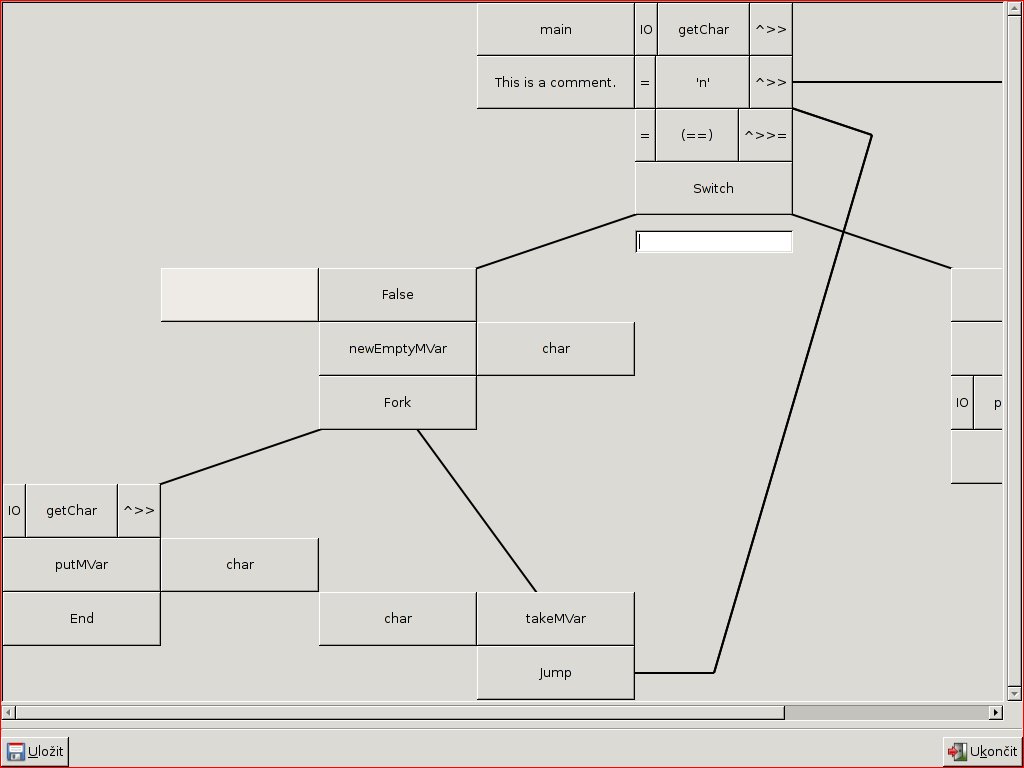 main IO getChar ^>>
This is a comment. = 'n' ^>>
= (==) ^>>=
Switch
False
newEmptyMVar char
Fork
IO p
IO getChar ^>>
putMVar char
End char takeMVar
Jump
Uložit Ukončit